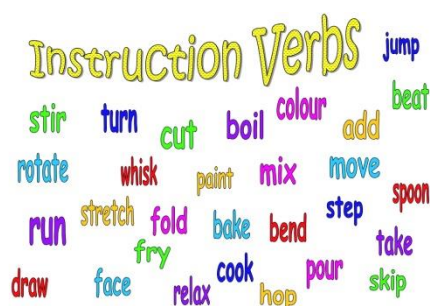 Instruction Verbs
jump
stir turn cut boil colour add beat
rotate whisk paint mix move spoon
run stretch fold bake bend step take
fry
draw face relax cook hop pour skip